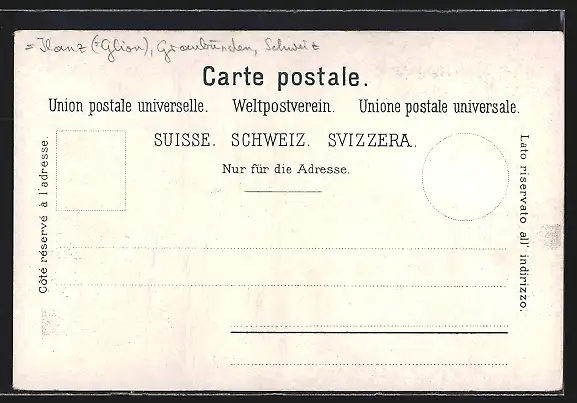 = Ilanz (=Glion), Graubünden, Schweiz
Carte postale.
Union postale universelle. Weltpostverein. Unione postale universale.
SUISSE. SCHWEIZ. SVIZZERA.
Nur für die Adresse.
Côté réservé à l'adresse.
Lato riservato all' indirizzo.